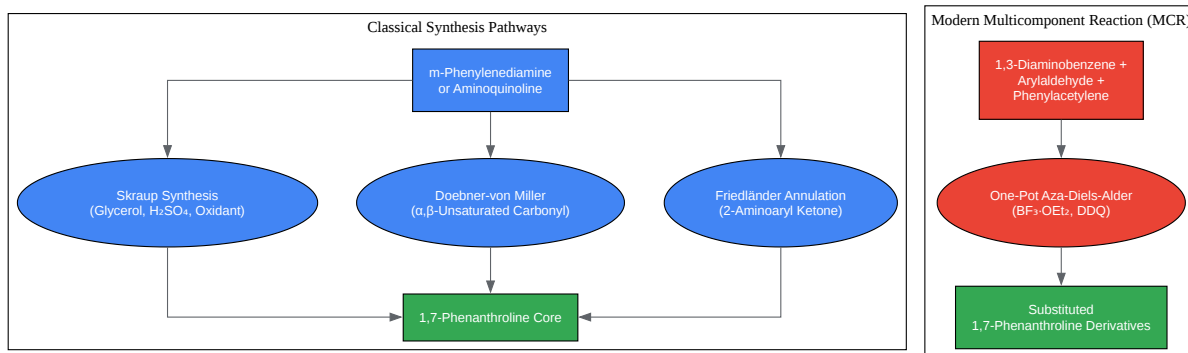 Classical Synthesis Pathways
m-Phenylenediamine
or Aminoquinoline
Skraup Synthesis
(Glycerol, H₂SO₄, Oxidant)
Doebner-von Miller
(α,β-Unsaturated Carbonyl)
Friedländer Annulation
(2-Aminoaryl Ketone)
1,7-Phenanthroline Core
Modern Multicomponent Reaction (MCR)
1,3-Diaminobenzene +
Arylaldehyde +
Phenylacetylene
One-Pot Aza-Diels-Alder
(BF₃·OEt₂, DDQ)
Substituted
1,7-Phenanthroline Derivatives